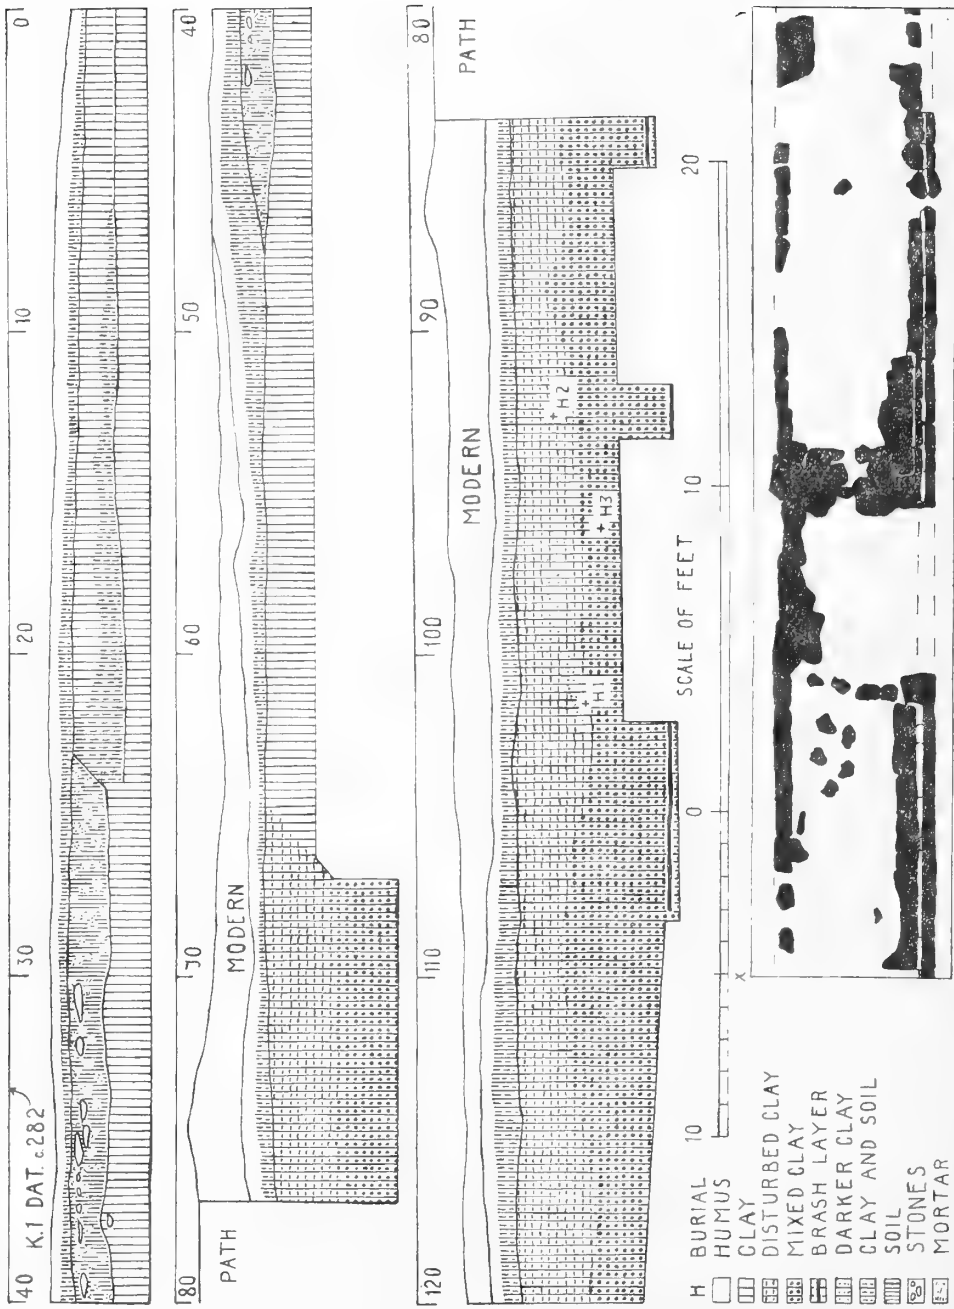 40 K.1 DAT. c.282 30 20 10 0
80 30 60 50 40
PATH MODERN
120 110 100 90 80
MODERN PATH
H1 H3 H2
SCALE OF FEET
10 0 10 20
X
H BURIAL
HUMUS
CLAY
DISTURBED CLAY
MIXED CLAY
BRASH LAYER
DARKER CLAY
CLAY AND SOIL
SOIL
STONES
MORTAR